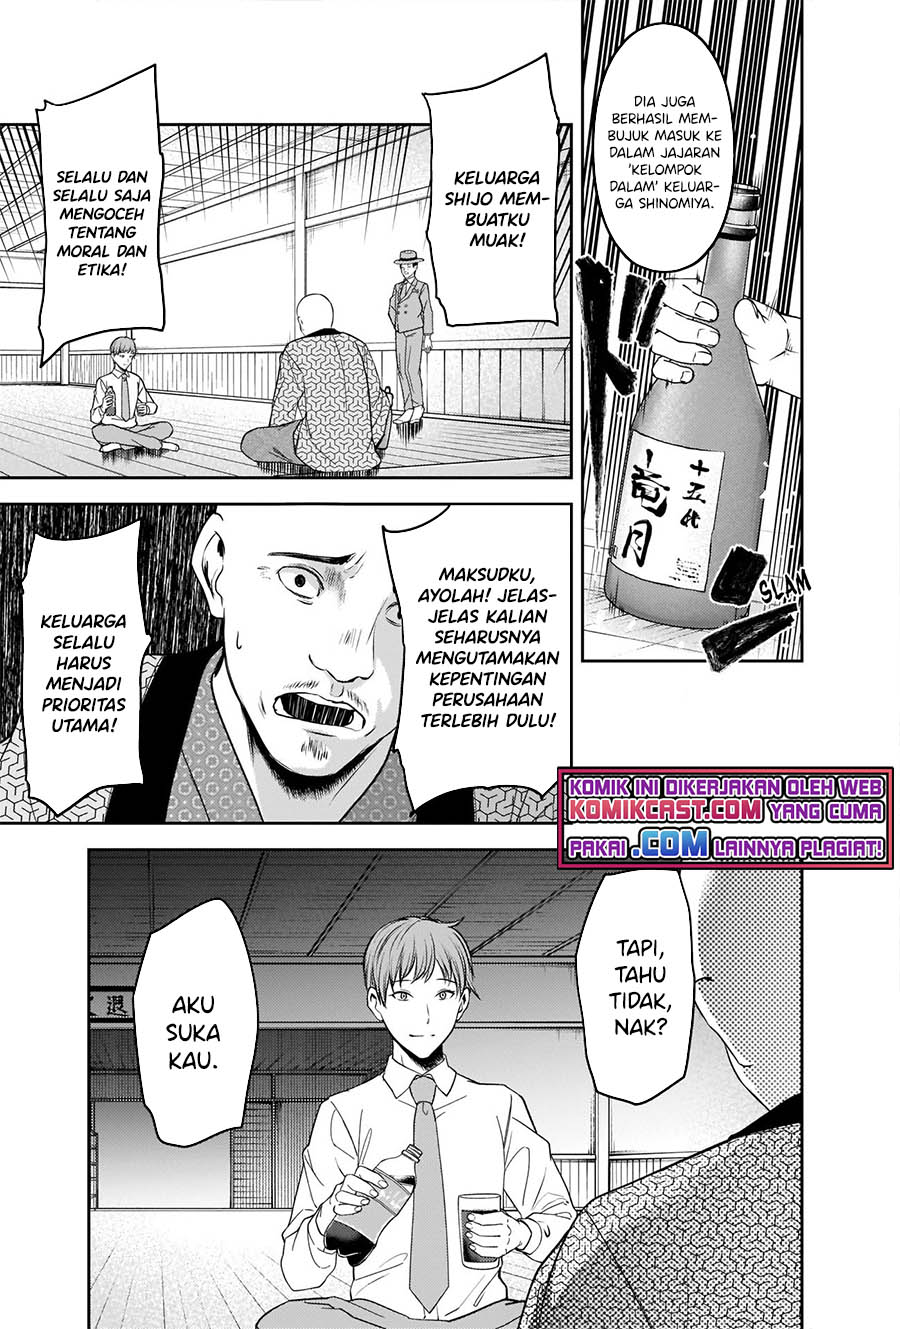 DIA JUGA
BERHASIL MEM-
BUJUK MASUK KE
DALAM JAJARAN
'KELOMPOK
DALAM' KELUAR-
GA SHINOMIYA.
十五代
竜月
ド
SLAM
KELUARGA
SHIJO MEM-
BUATKU
MUAK!
SELALU DAN
SELALU SAJA
MENGOCEH
TENTANG
MORAL DAN
ETIKA!
MAKSUDKU,
AYOLAH! JELAS-
JELAS KALIAN
SEHARUSNYA
MENGUTAMAKAN
KEPENTINGAN
PERUSAHAAN
TERLEBIH DULU!
KELUARGA
SELALU
HARUS
MENJADI
PRIORITAS
UTAMA!
KOMIK INI DIKERJAKAN OLEH WEB
KOMIKCAST.COM YANG CUMA
PAKAI .COM LAINNYA PLAGIAT!
TAPI,
TAHU
TIDAK,
NAK?
AKU
SUKA
KAU.